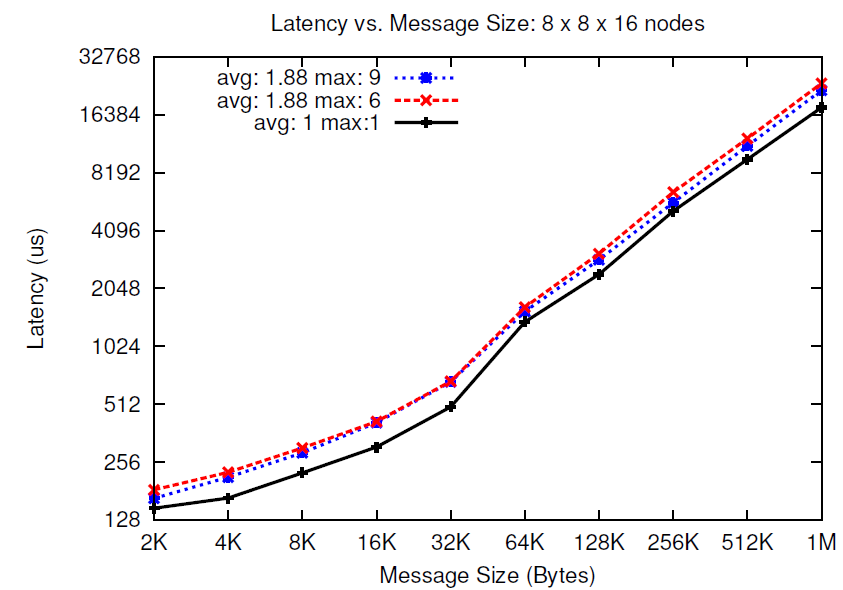 Latency vs. Message Size: 8 x 8 x 16 nodes
32768
16384
8192
4096
2048
1024
512
256
128
Latency (us)
avg: 1.88 max: 9
avg: 1.88 max: 6
avg: 1 max:1
2K 4K 8K 16K 32K 64K 128K 256K 512K 1M
Message Size (Bytes)